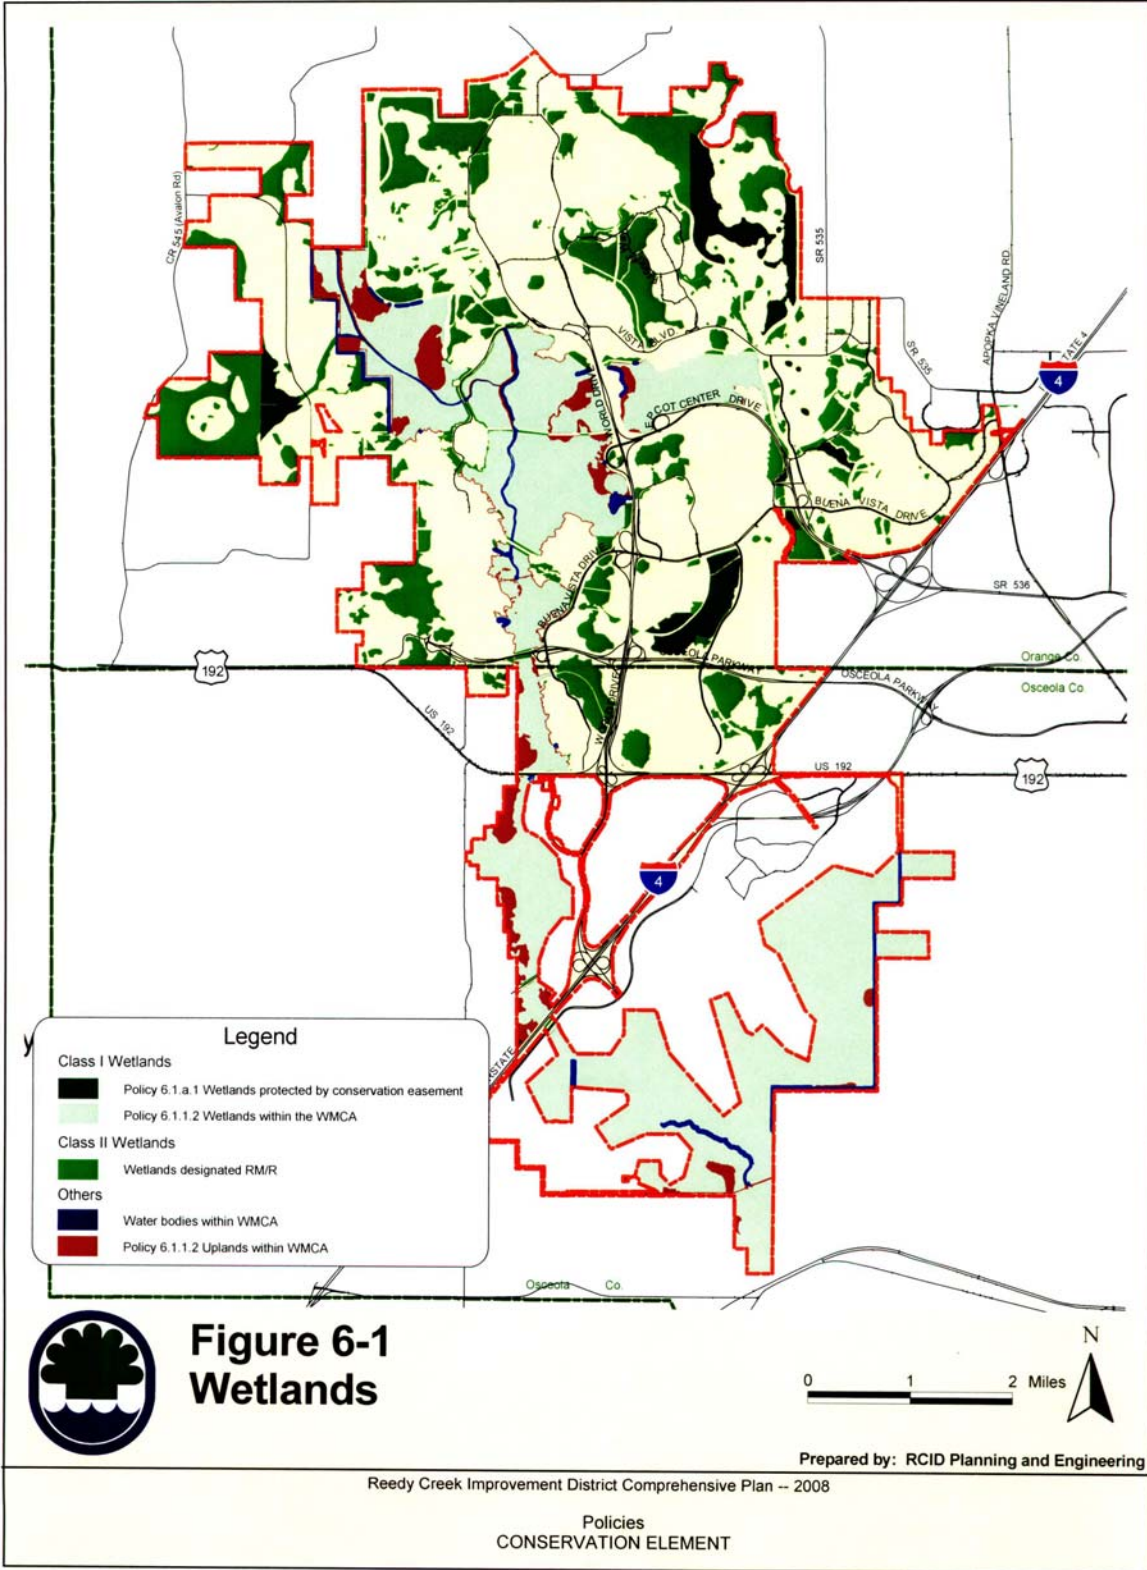 CR 545 (Avalon Rd)
SR 535
APOPKA VINELAND RD.
SR 535
TATE 4
4
VISTA BLVD.
WORLD DRIVE
EPCOT CENTER DRIVE
BUENA VISTA DRIVE
BUENA VISTA DRIVE
SR 536
192
OSCEOLA PARKWAY
OSCEOLA PARKWAY
Orange Co.
Osceola Co.
US 192
US 192
192
4
Legend
Class I Wetlands
Policy 6.1.a.1 Wetlands protected by conservation easement
Policy 6.1.1.2 Wetlands within the WMCA
Class II Wetlands
Wetlands designated RM/R
Others
Water bodies within WMCA
Policy 6.1.1.2 Uplands within WMCA
Osceola Co.
Figure 6-1
Wetlands
N
0 1 2 Miles
Prepared by: RCID Planning and Engineering
Reedy Creek Improvement District Comprehensive Plan -- 2008
Policies
CONSERVATION ELEMENT